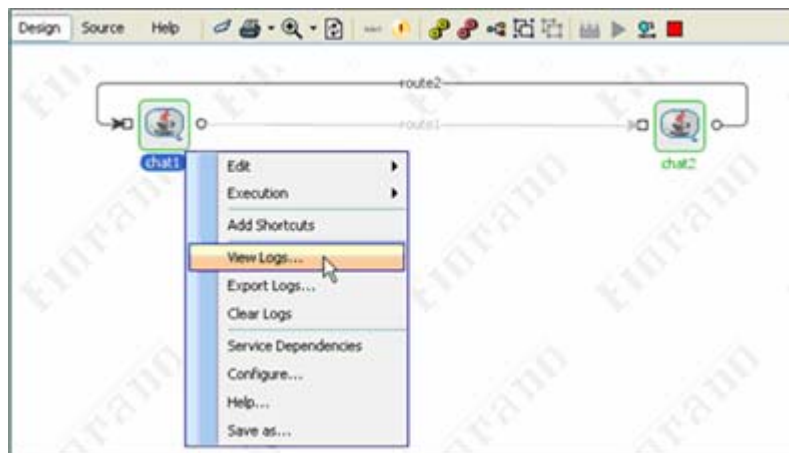 Design Source Help
route2
route1
chat1
chat2
Edit
Execution
Add Shortcuts
View Logs...
Export Logs...
Clear Logs
Service Dependencies
Configure...
Help...
Save as...